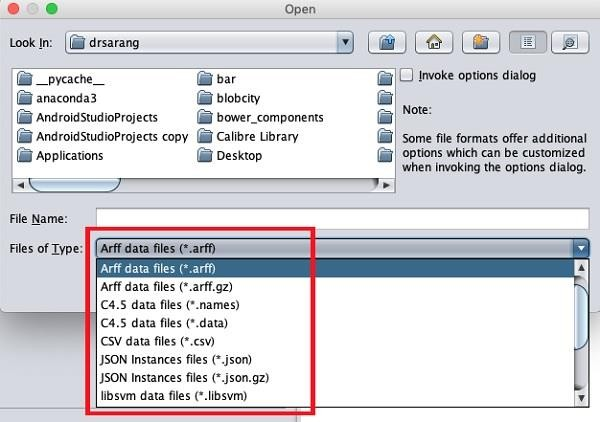 Open
Look In: drsarang
__pycache__ bar
anaconda3 blobcity
AndroidStudioProjects bower_components
AndroidStudioProjects copy Calibre Library
Applications Desktop
Invoke options dialog
Note:
Some file formats offer additional
options which can be customized
when invoking the options dialog.
File Name:
Files of Type: Arff data files (*.arff)
Arff data files (*.arff)
Arff data files (*.arff.gz)
C4.5 data files (*.names)
C4.5 data files (*.data)
CSV data files (*.csv)
JSON Instances files (*.json)
JSON Instances files (*.json.gz)
libsvm data files (*.libsvm)